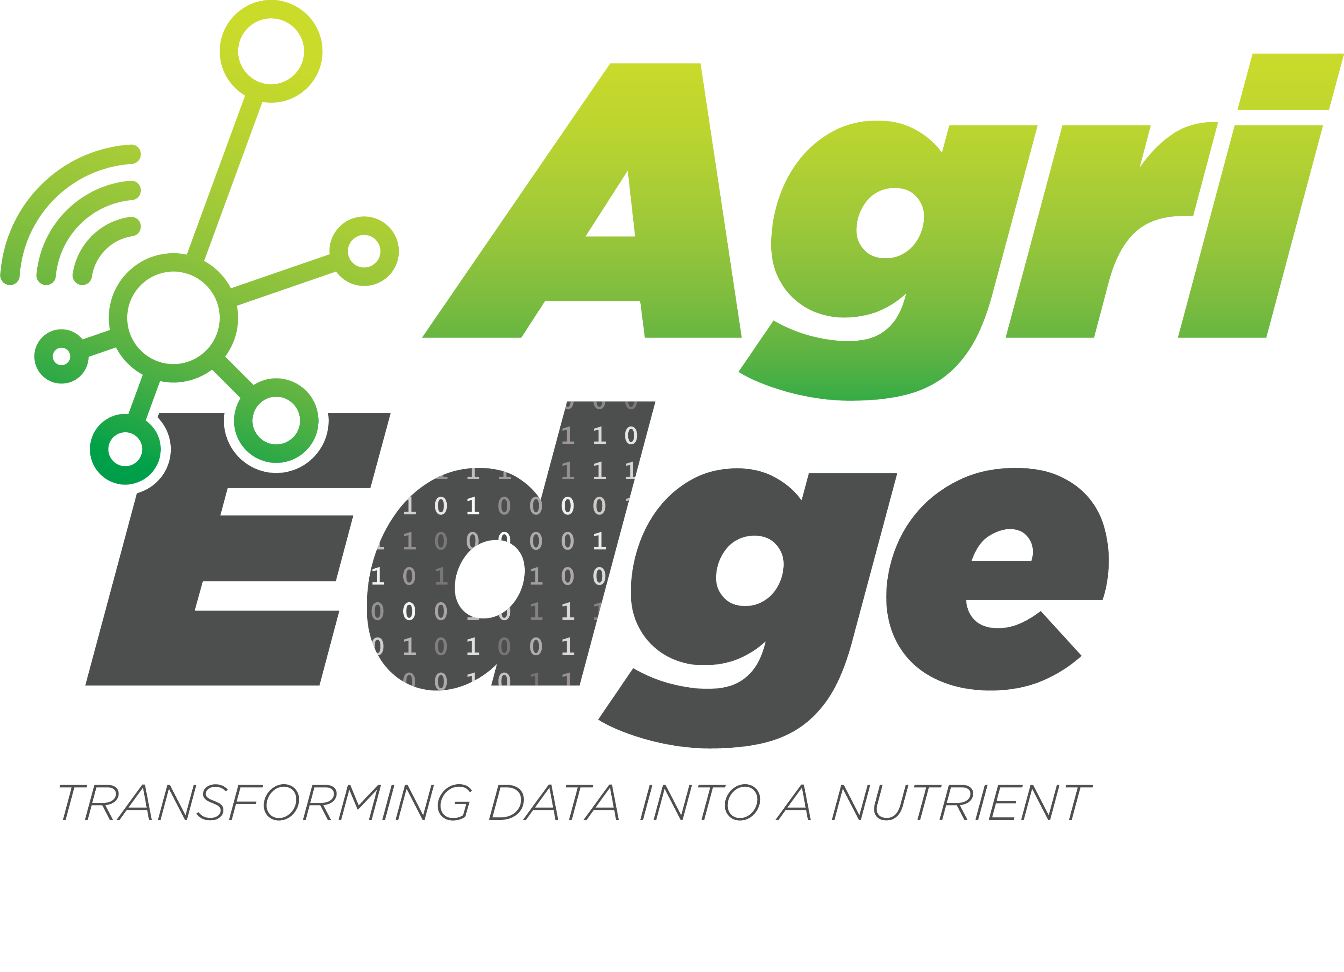 Agri
Edge
TRANSFORMING DATA INTO A NUTRIENT